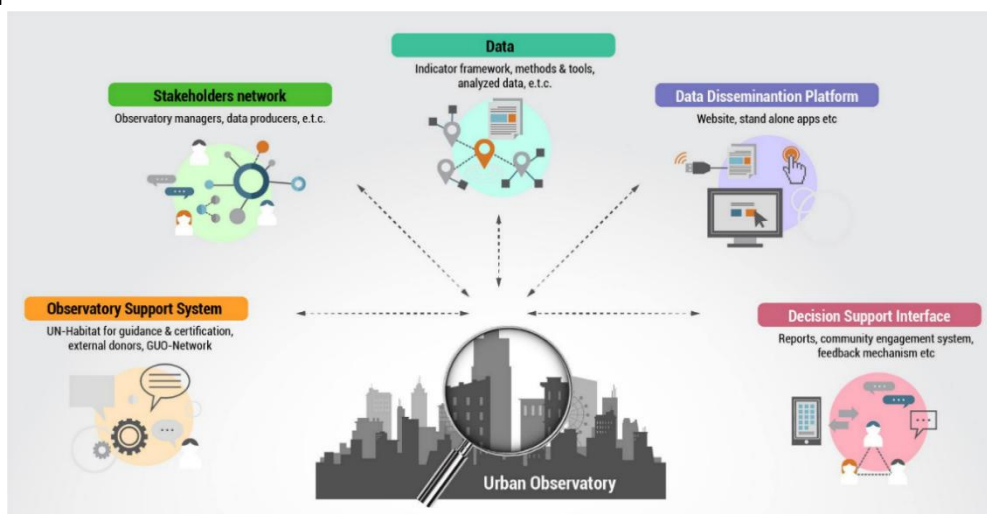 Data
Indicator framework, methods & tools,
analyzed data, e.t.c.
Stakeholders network
Observatory managers, data producers, e.t.c.
Data Disseminantion Platform
Website, stand alone apps etc
Observatory Support System
UN-Habitat for guidance & certification,
external donors, GUO-Network
Decision Support Interface
Reports, community engagement system,
feedback mechanism etc
Urban Observatory